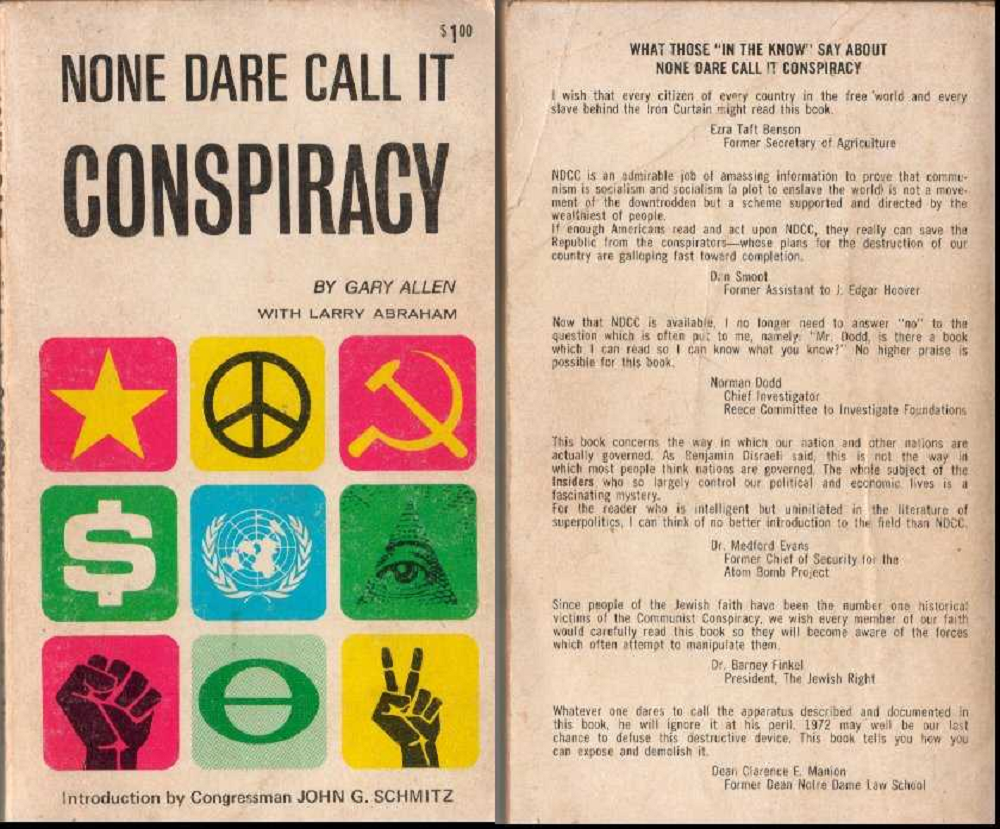 $1.00
NONE DARE CALL IT
CONSPIRACY
BY GARY ALLEN
WITH LARRY ABRAHAM
$
Introduction by Congressman JOHN G. SCHMITZ
WHAT THOSE "IN THE KNOW" SAY ABOUT
NONE DARE CALL IT CONSPIRACY
I wish that every citizen of every country in the free world and every
slave behind the Iron Curtain might read this book.
Ezra Taft Benson
Former Secretary of Agriculture
NDCC is an admirable job of amassing information to prove that commu-
nism is socialism and socialism (a plot to enslave the world) is not a move-
ment of the downtrodden but a scheme supported and directed by the
wealthiest of people.
If enough Americans read and act upon NDCC, they really can save the
Republic from the conspirators—whose plans for the destruction of our
country are galloping fast toward completion.
Dan Smoot
Former Assistant to J. Edgar Hoover
Now that NDCC is available, I no longer need to answer "no" to the
question which is often put to me, namely: "Mr. Dodd, is there a book
which I can read so I can know what you know?" No higher praise is
possible for this book.
Norman Dodd
Chief Investigator
Reece Committee to Investigate Foundations
This book concerns the way in which our nation and other nations are
actually governed. As Benjamin Disraeli said, this is not the way in
which most people think nations are governed. The whole subject of the
Insiders who so largely control our political and economic lives is a
fascinating mystery.
For the reader who is intelligent but uninitiated in the literature of
superpolitics, I can think of no better introduction to the field than NDCC.
Dr. Medford Evans
Former Chief of Security for the
Atom Bomb Project
Since people of the Jewish faith have been the number one historical
victims of the Communist Conspiracy, we wish every member of our faith
would carefully read this book so they will become aware of the forces
which often attempt to manipulate them.
Dr. Barney Finkel
President, The Jewish Right
Whatever one dares to call the apparatus described and documented in
this book, he will ignore it at his peril. 1972 may well be our last
chance to defuse this destructive device. This book tells you how you
can expose and demolish it.
Dean Clarence E. Manion
Former Dean Notre Dame Law School